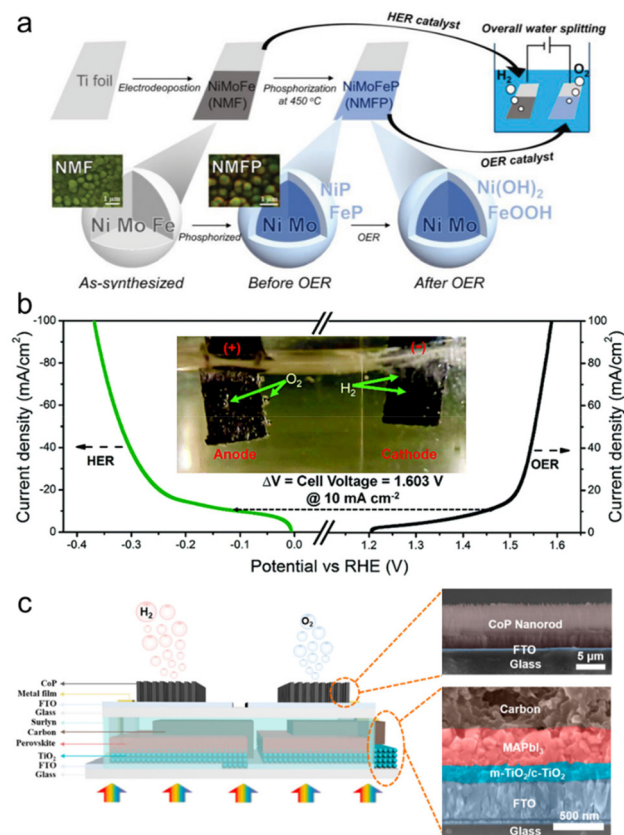 a
HER catalyst
Overall water splitting
H2
O2
Ti foil
Electrodeopostion
NiMoFe
(NMF)
Phosphorization
at 450 °C
NiMoFeP
(NMFP)
OER catalyst
NMF
1 μm
NMFP
1 μm
NiP
FeP
Ni(OH)2
FeOOH
Ni Mo Fe
Phosphorized
Ni Mo
OER
Ni Mo
As-synthesized
Before OER
After OER
b
Current density (mA/cm2)
-100
-80
-60
-40
-20
0
HER
(+)
(-)
O2
H2
Anode
Cathode
ΔV = Cell Voltage = 1.603 V
@ 10 mA cm-2
OER
100
80
60
40
20
0
Current density (mA/cm2)
-0.4
-0.3
-0.2
-0.1
0.0
1.2
1.3
1.4
1.5
1.6
Potential vs RHE (V)
c
H2
O2
CoP
Metal film
FTO
Glass
Surlyn
Carbon
Perovskite
TiO2
FTO
Glass
CoP Nanorod
FTO
Glass
5 μm
Carbon
MAPbI3
m-TiO2/c-TiO2
FTO
500 nm
Glass